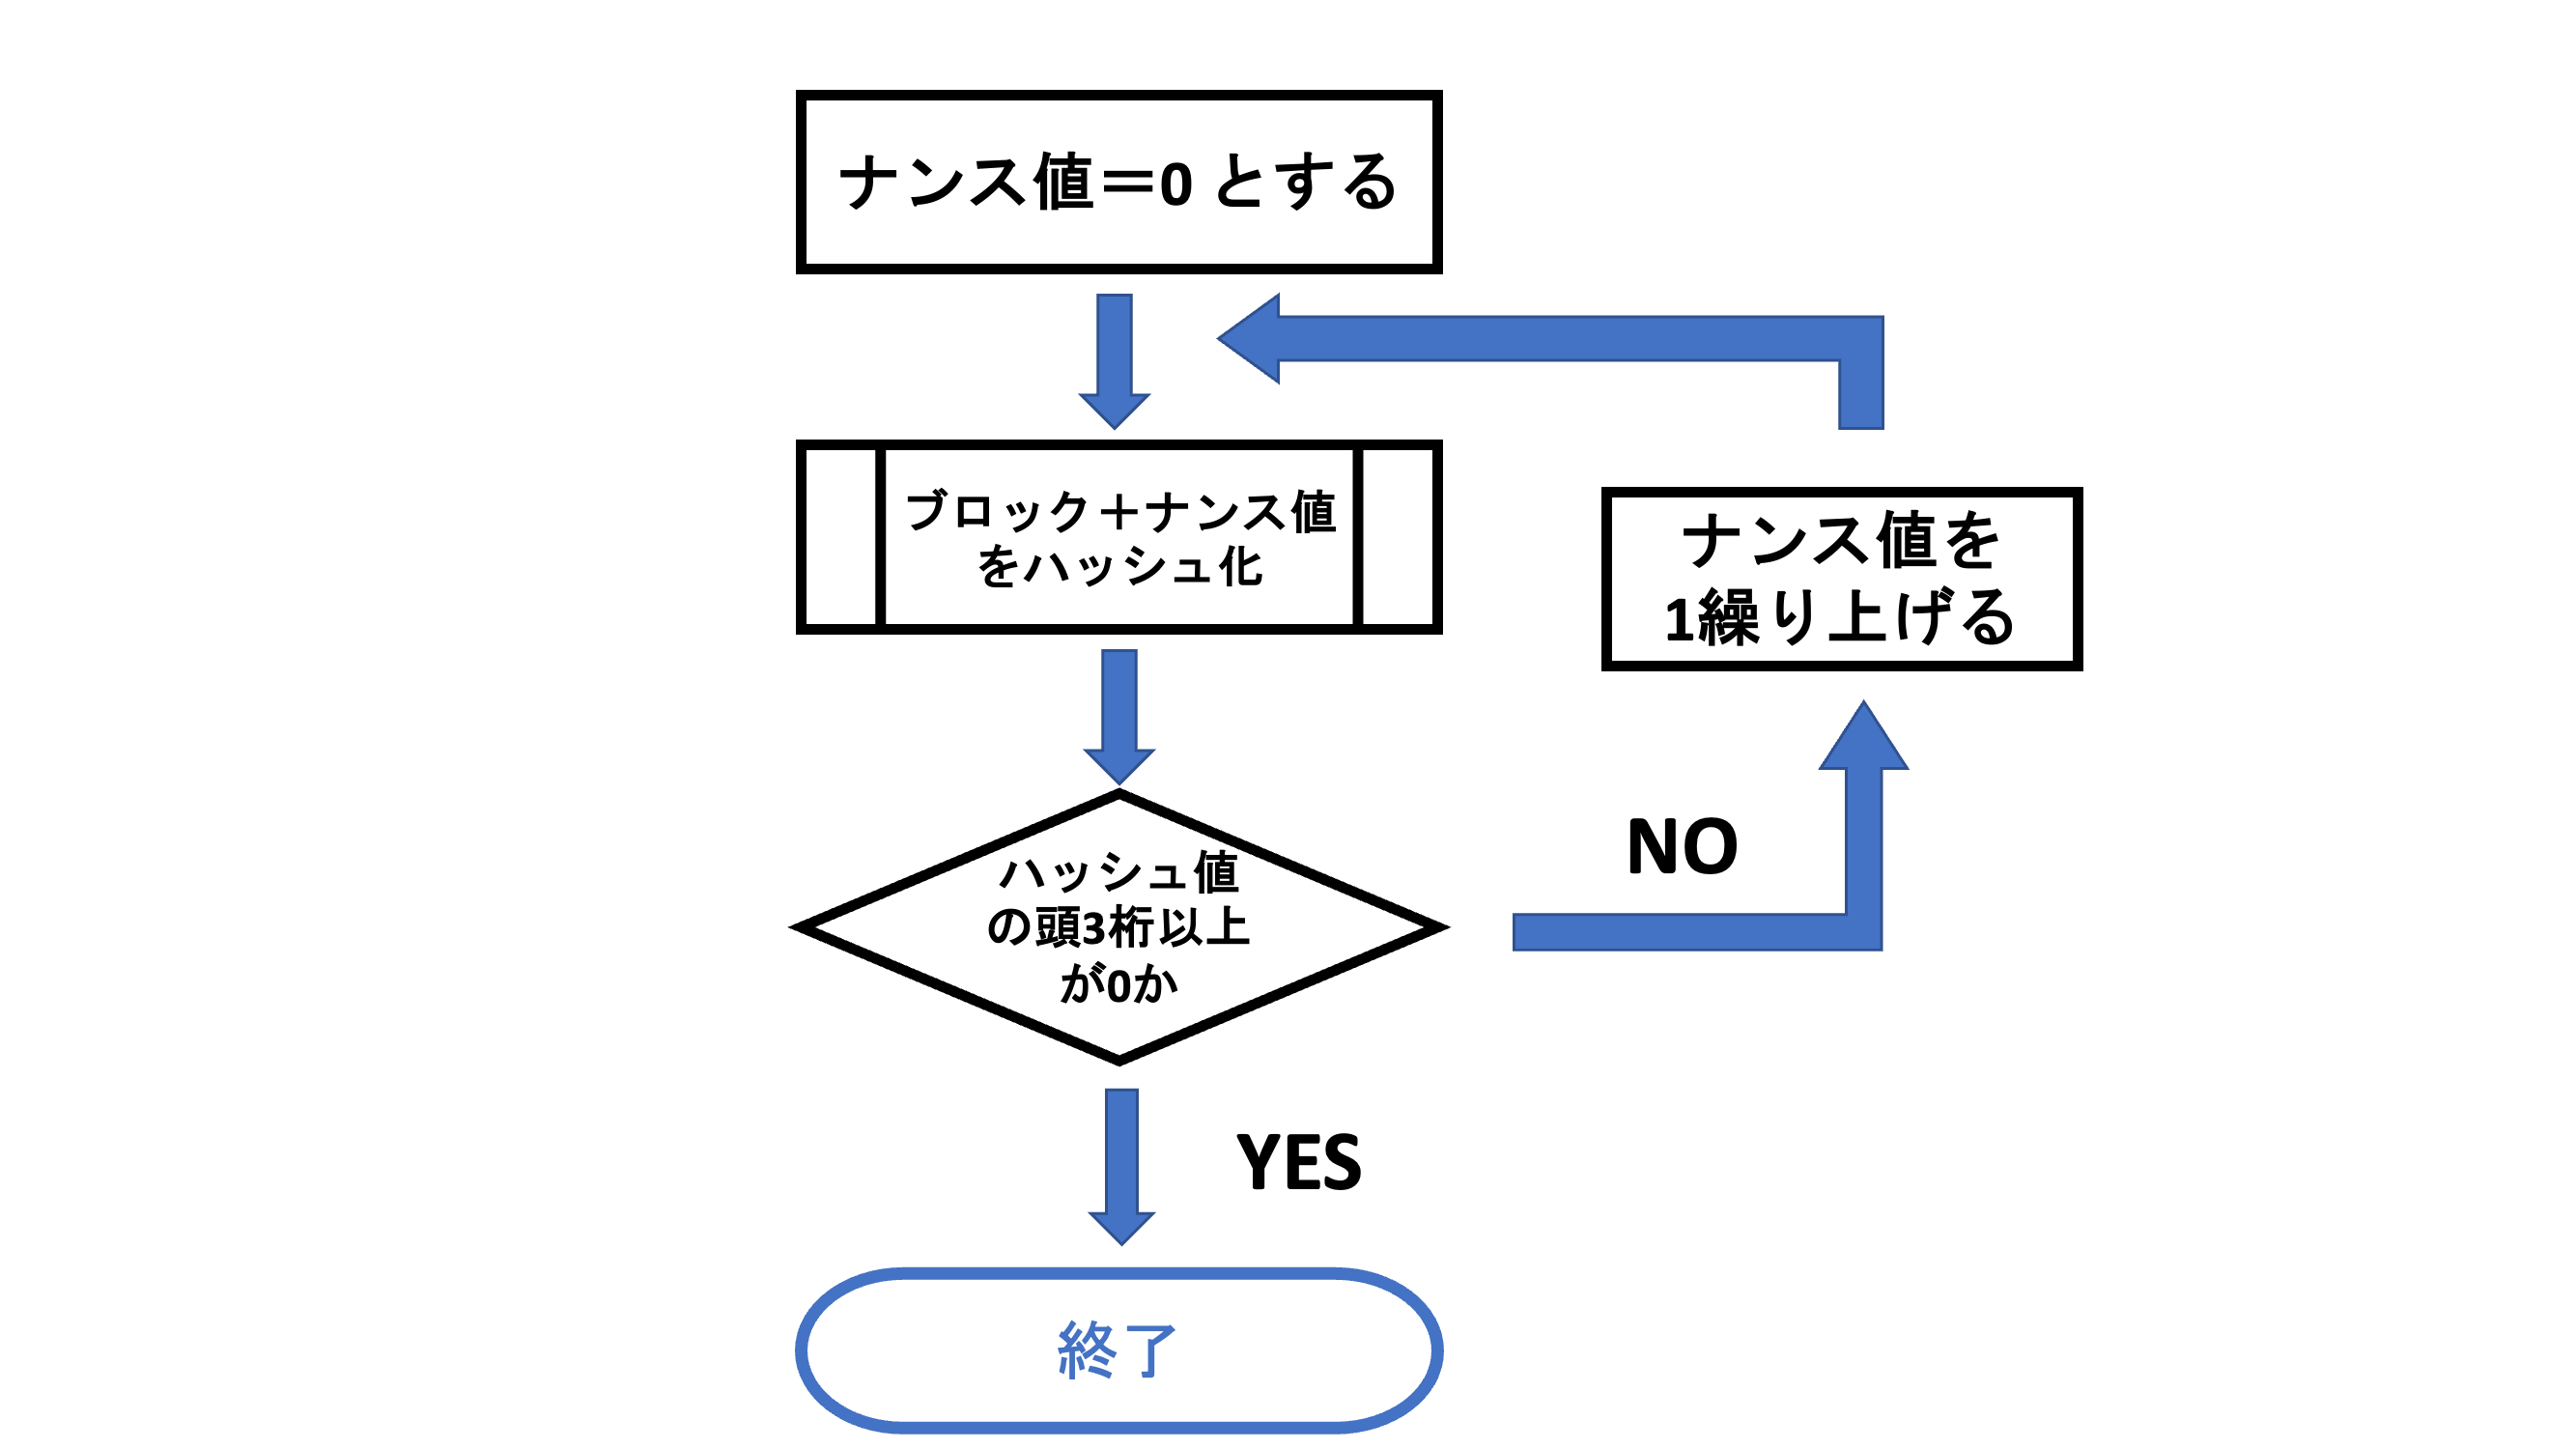 ナンス値＝0 とする
ブロック＋ナンス値
をハッシュ化
ナンス値を
1繰り上げる
ハッシュ値
の頭3桁以上
が0か
NO
YES
終了